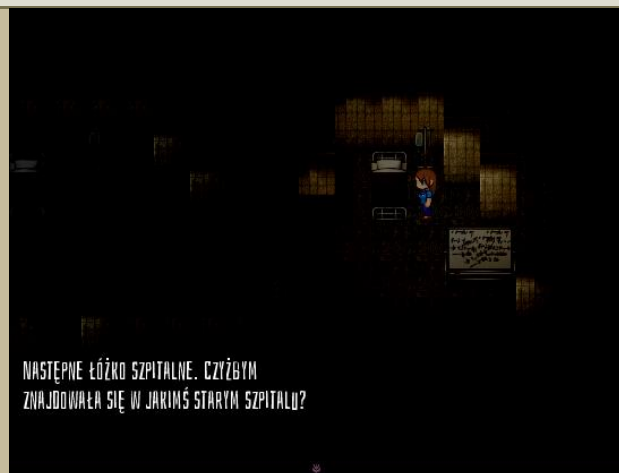 NASTĘPNE ŁÓŻKO SZPITALNE. CZYŻBYM
ZNAJDOWAŁA SIĘ W JAKIMŚ STARYM SZPITALU?